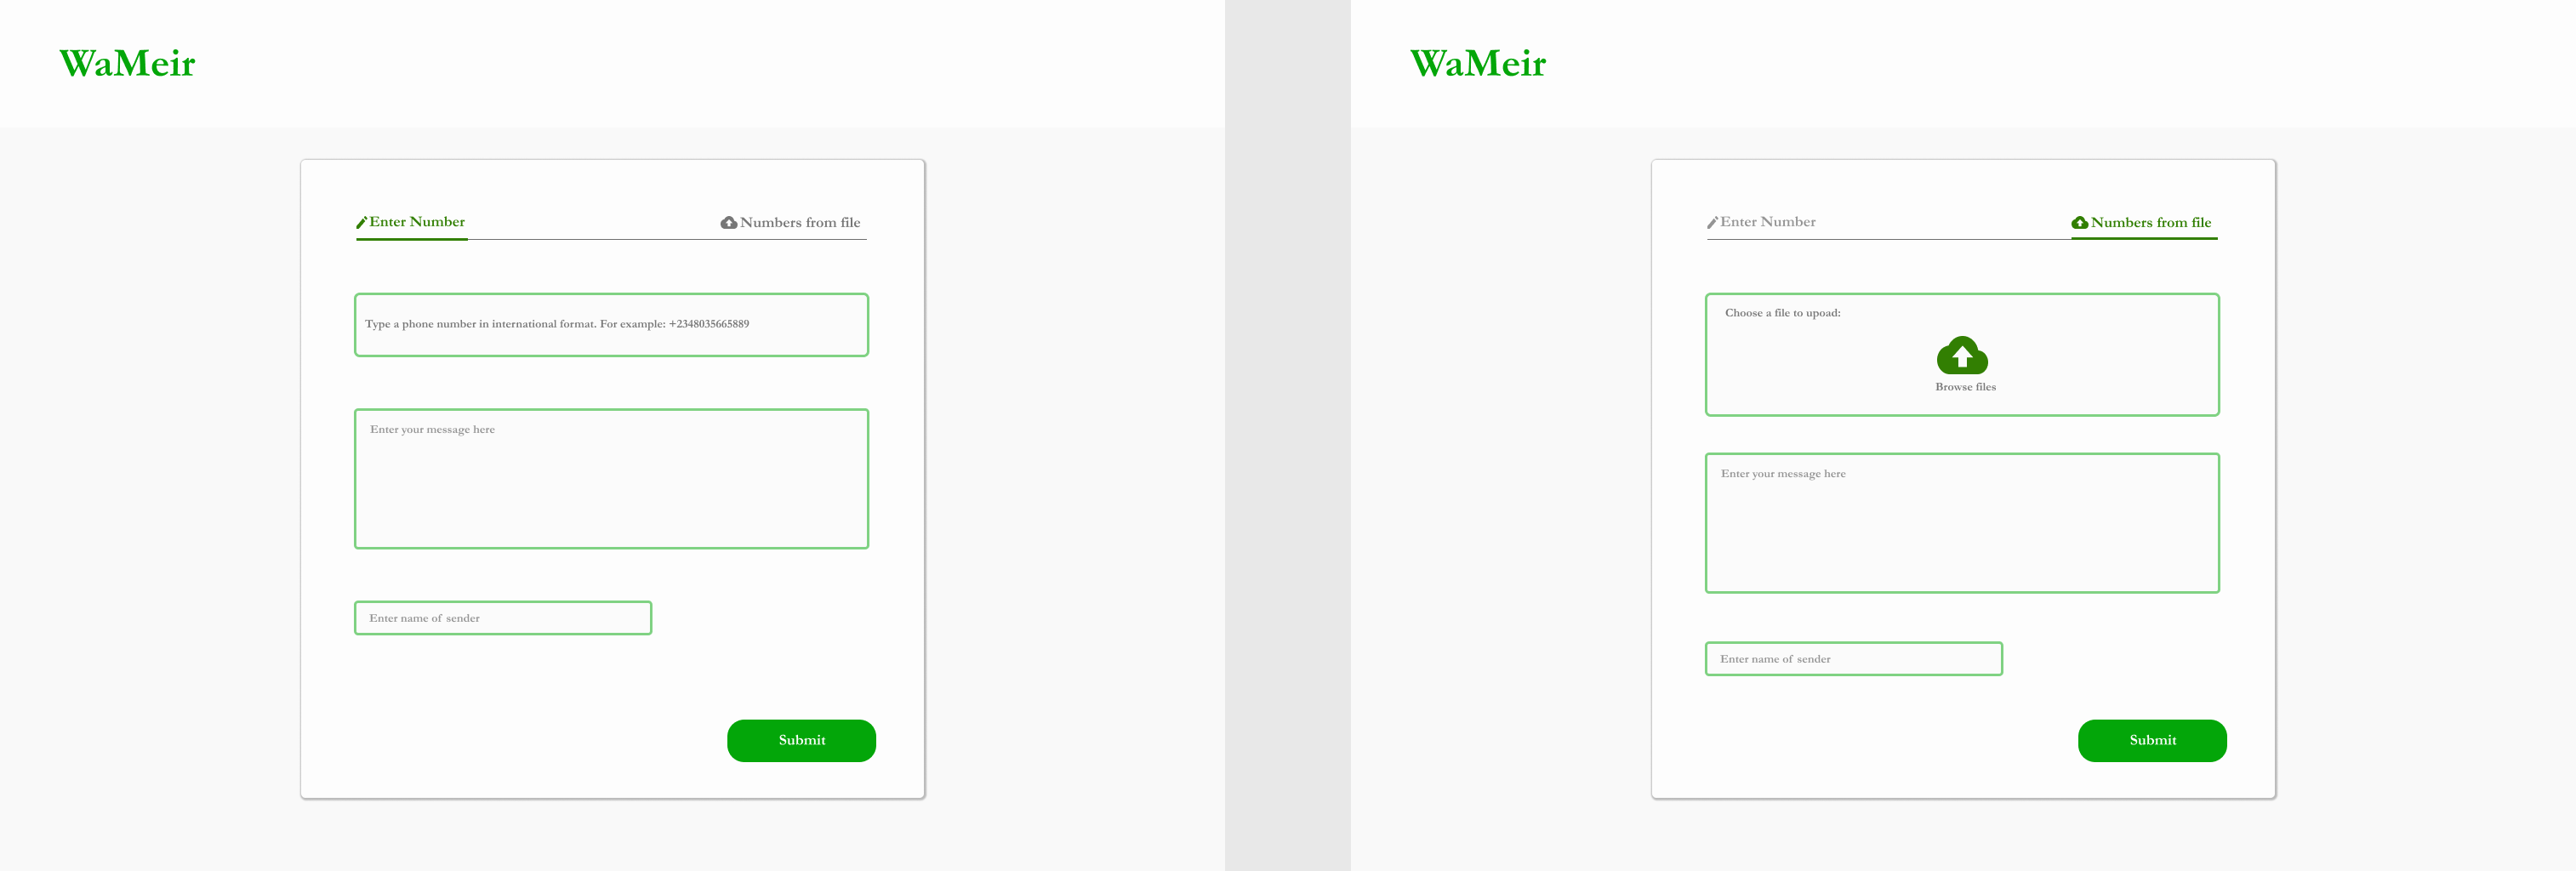 WaMeir
Enter Number
Numbers from file
Type a phone number in international format. For example: +2348035665889
Enter your message here
Enter name of sender
Submit
WaMeir
Enter Number
Numbers from file
Choose a file to upoad:
Browse files
Enter your message here
Enter name of sender
Submit